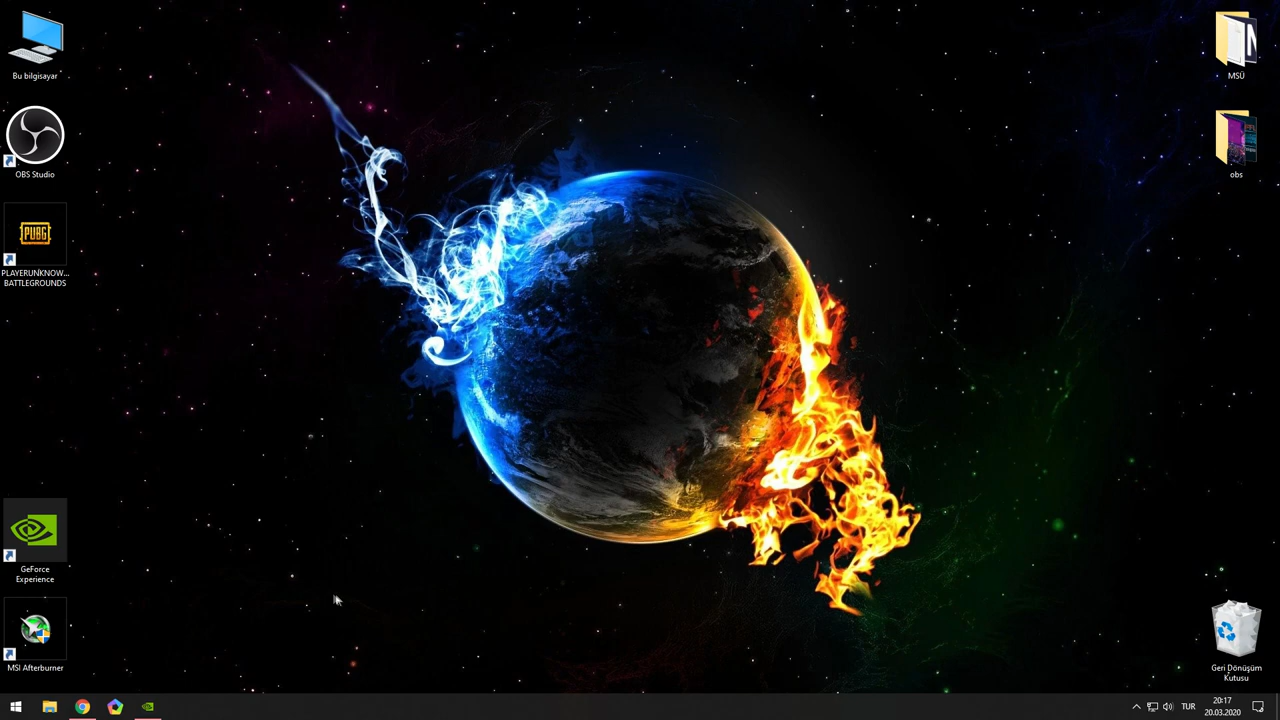 Bu bilgisayar
OBS Studio
PUBG
PLAYERUNKNOW...
BATTLEGROUNDS
GeForce
Experience
MSI Afterburner
MSÜ
obs
Geri Dönüşüm
Kutusu
TUR
20:17
20.03.2020